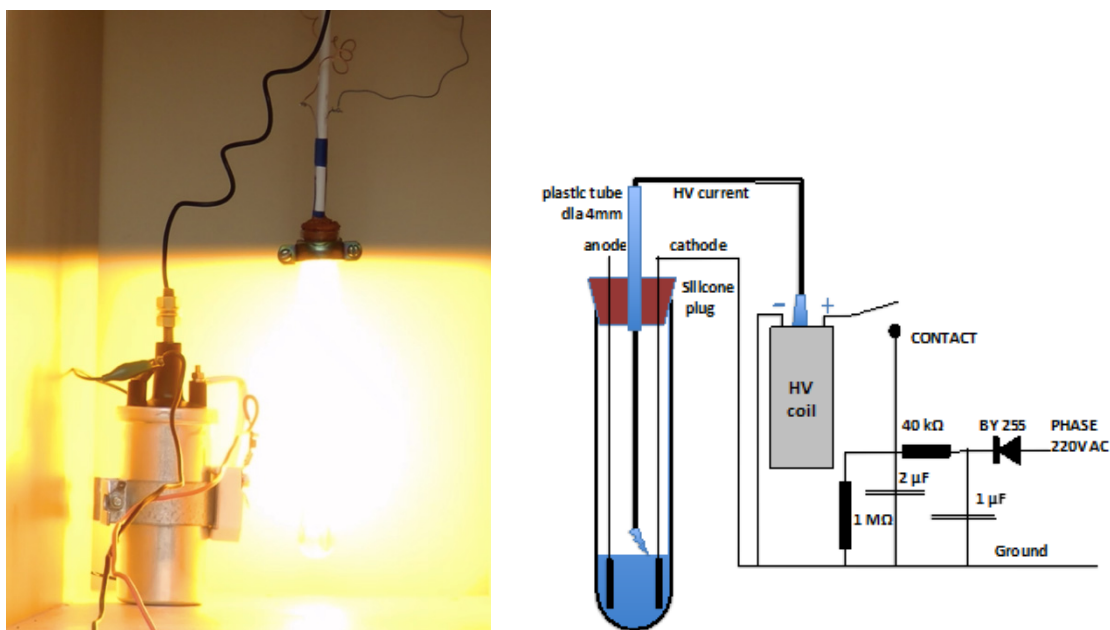 plastic tube
dia 4mm
HV current
anode
cathode
Silicone
plug
- +
CONTACT
HV
coil
40 kΩ
BY 255
PHASE
220V AC
2 µF
1 µF
1 MΩ
Ground